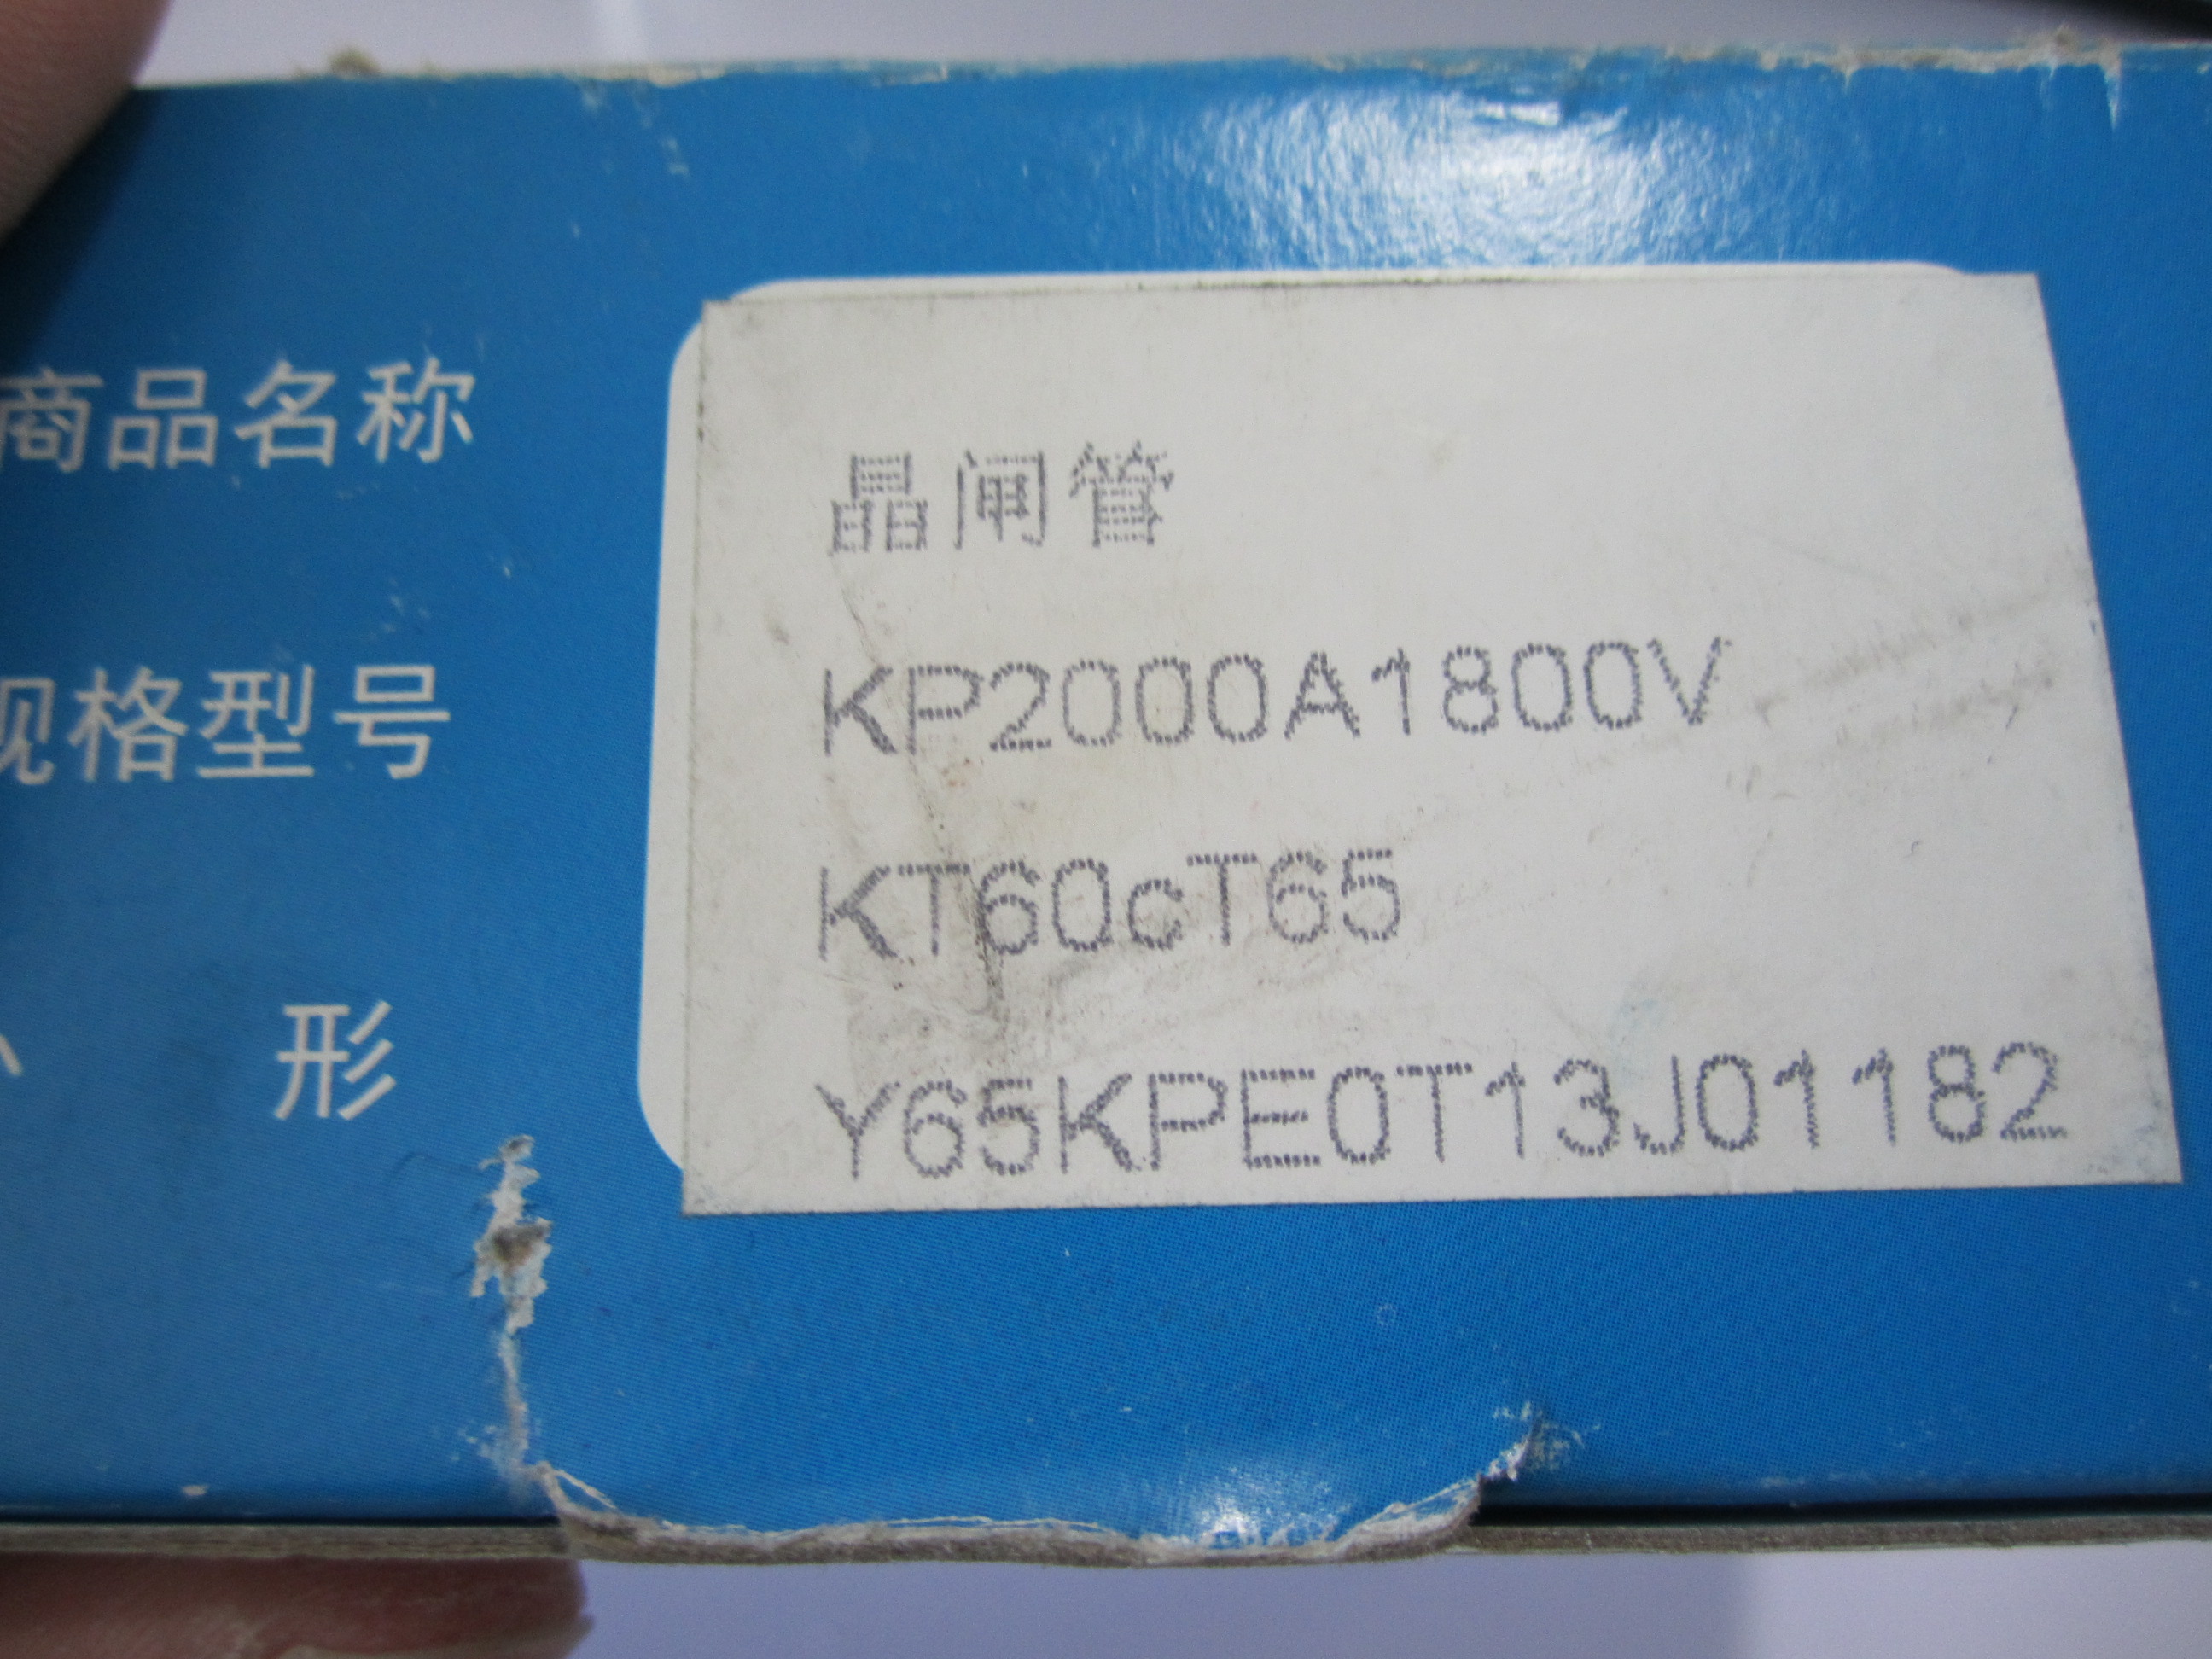 商品名称
晶闸管
规格型号
KP2000A1800V
KT60cT65
形
Y65KPE0T13J01182